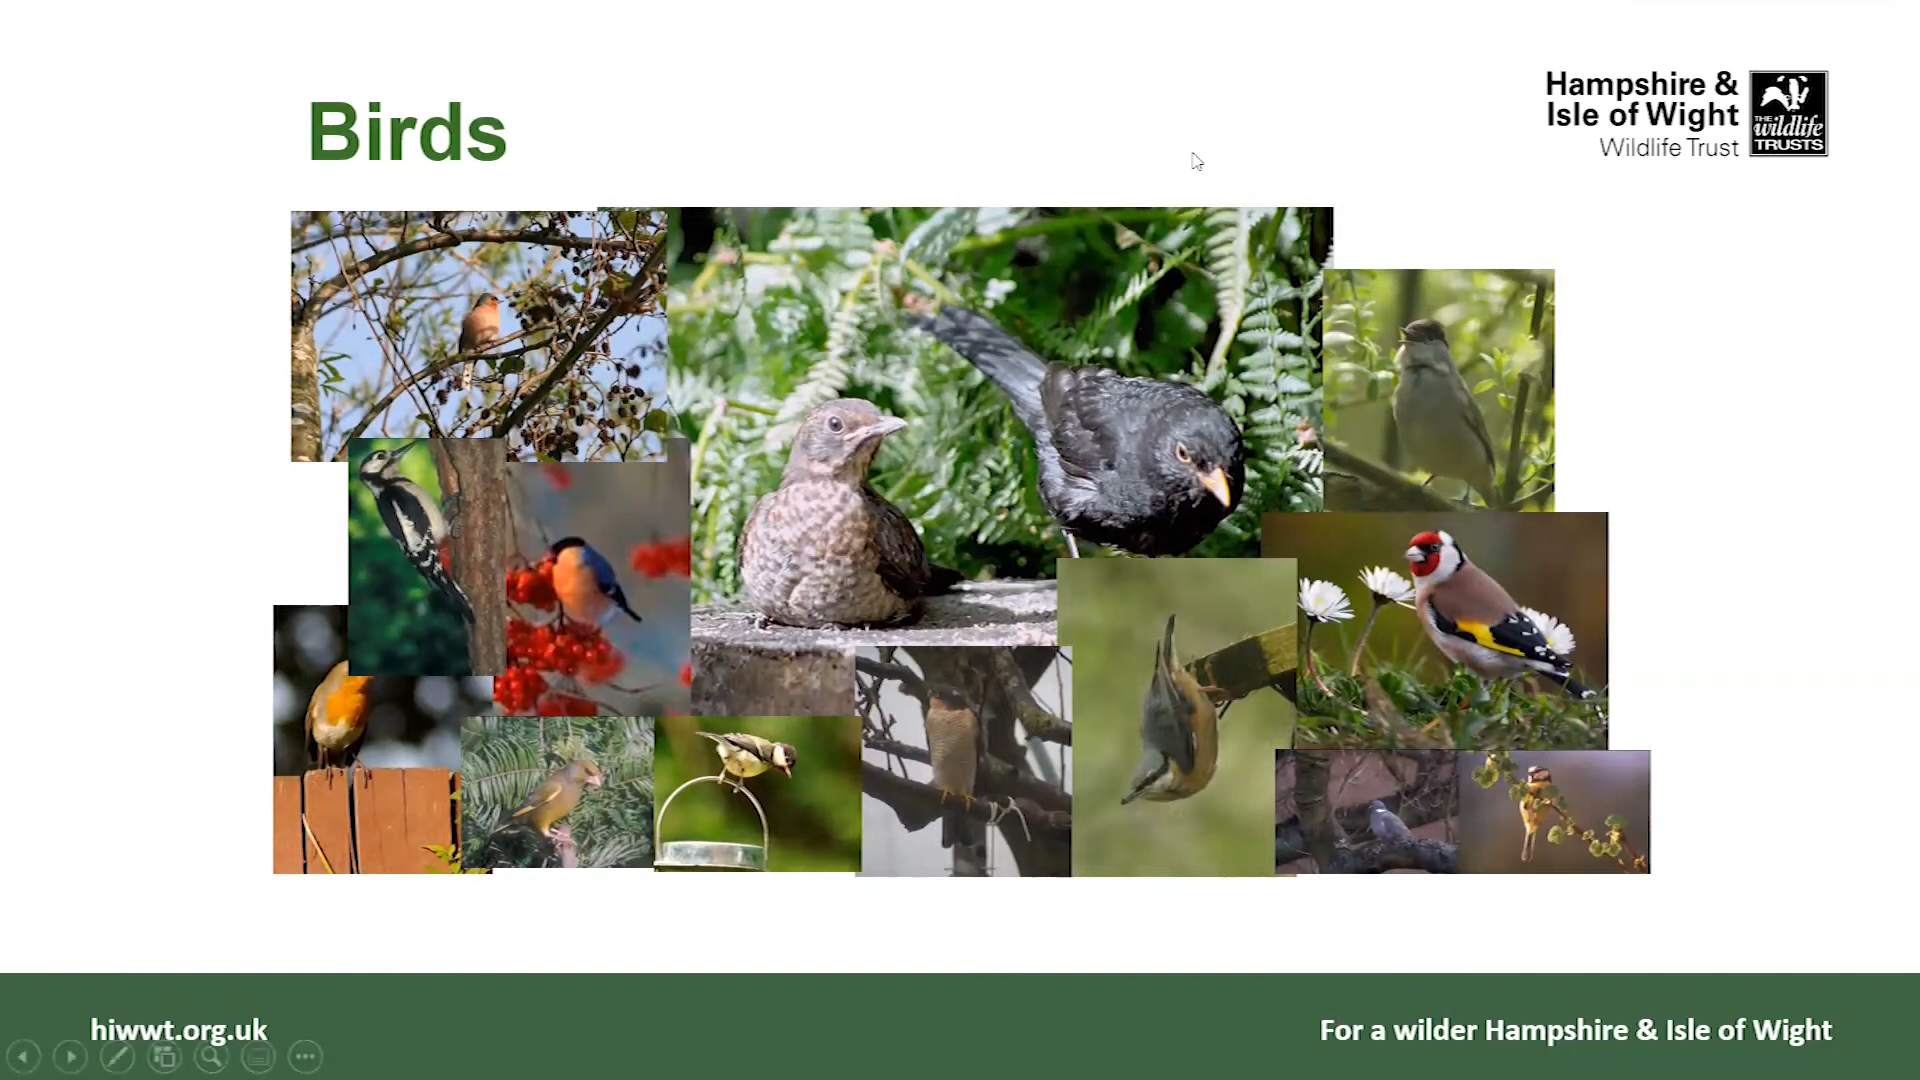 Birds
Hampshire &
Isle of Wight
Wildlife Trust
THE
wildlife
TRUSTS
hiwwt.org.uk
For a wilder Hampshire & Isle of Wight